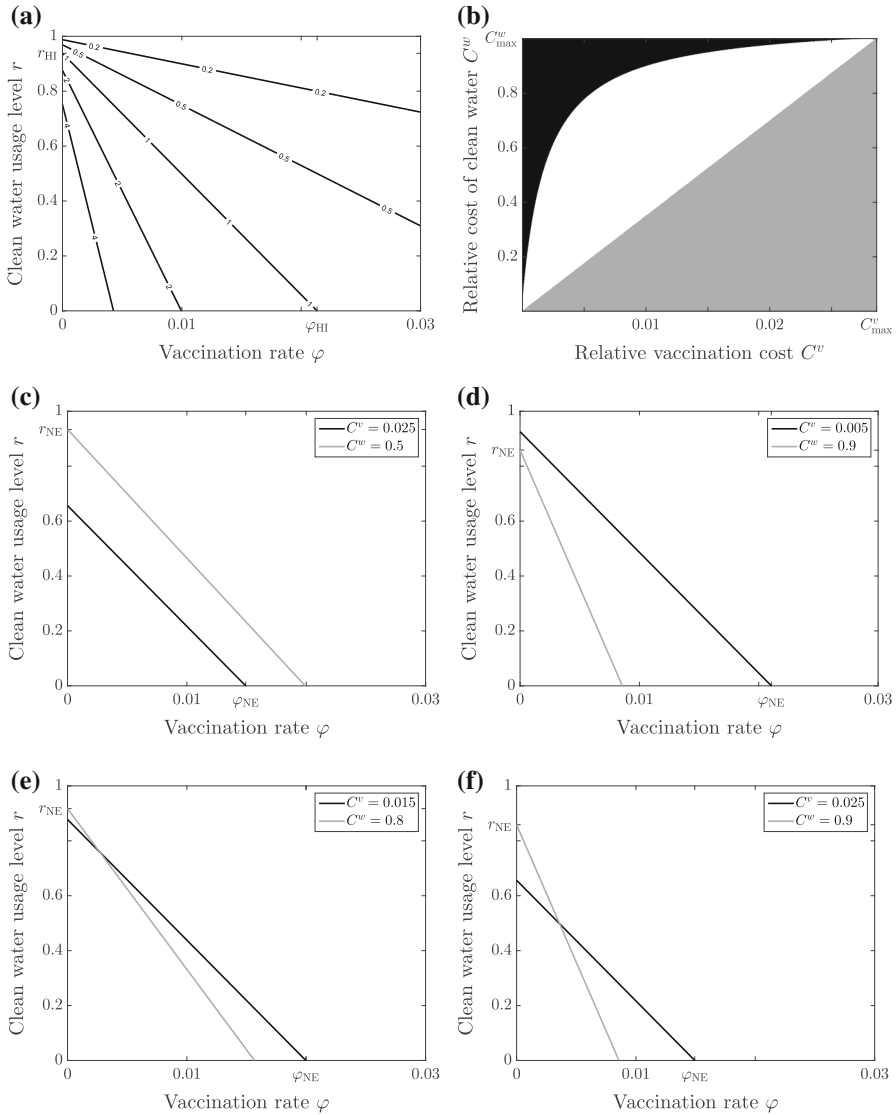 (a)
1
r_HI
0.8
0.6
0.4
0.2
0
Clean water usage level r
0.2
0.2
0.5
0.5
0.5
1
1
1
2
2
2
4
4
0
0.01
φ_HI
0.03
Vaccination rate φ
(b)
C^w_max
0.8
0.6
0.4
0.2
Relative cost of clean water C^w
0.01
0.02
C^v_max
Relative vaccination cost C^v
(c)
1
r_NE
0.6
0.4
0.2
0
Clean water usage level r
C^v = 0.025
C^w = 0.5
0
0.01
φ_NE
0.03
Vaccination rate φ
(d)
1
r_NE
0.6
0.4
0.2
0
Clean water usage level r
C^v = 0.005
C^w = 0.9
0
0.01
φ_NE
0.03
Vaccination rate φ
(e)
1
r_NE
0.6
0.4
0.2
0
Clean water usage level r
C^v = 0.015
C^w = 0.8
0
0.01
φ_NE
0.03
Vaccination rate φ
(f)
1
r_NE
0.6
0.4
0.2
0
Clean water usage level r
C^v = 0.025
C^w = 0.9
0
0.01
φ_NE
0.03
Vaccination rate φ